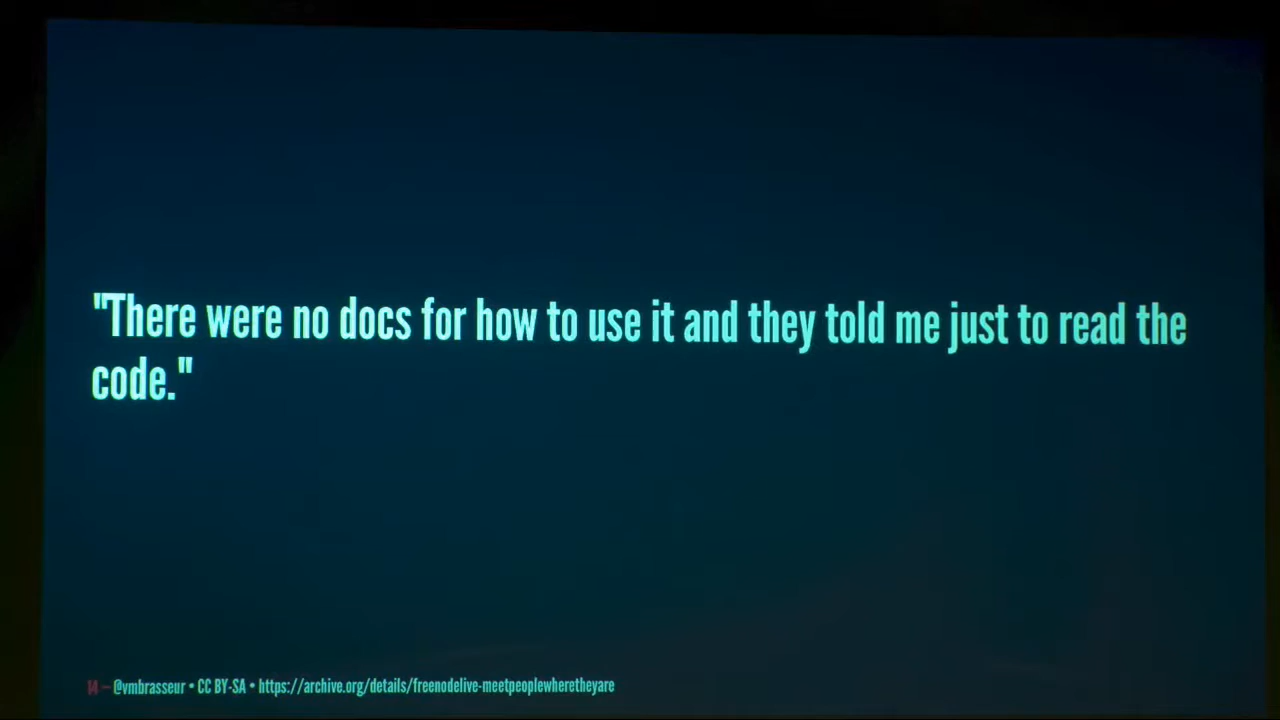 "There were no docs for how to use it and they told me just to read the
code."
14 — @vmbrasseur • CC BY-SA • https://archive.org/details/freenodelive-meetpeoplewheretheyare